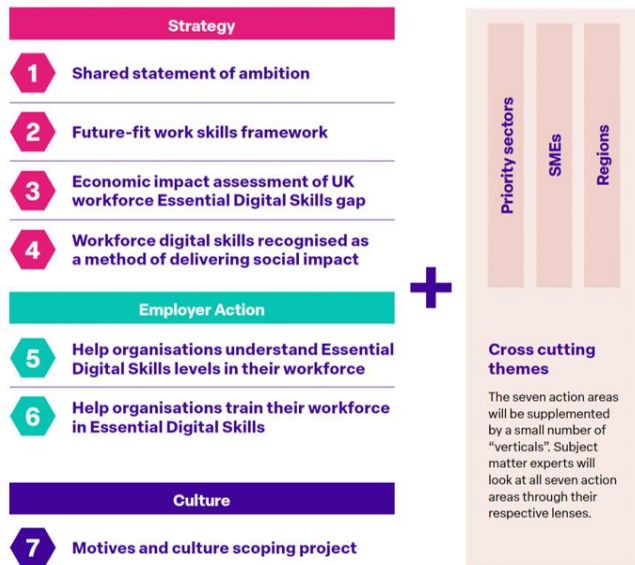 Strategy
1
Shared statement of ambition
2
Future-fit work skills framework
3
Economic impact assessment of UK
workforce Essential Digital Skills gap
4
Workforce digital skills recognised as
a method of delivering social impact
Employer Action
5
Help organisations understand Essential
Digital Skills levels in their workforce
6
Help organisations train their workforce
in Essential Digital Skills
Culture
7
Motives and culture scoping project
+
Priority sectors
SMEs
Regions
Cross cutting
themes
The seven action areas
will be supplemented
by a small number of
“verticals”. Subject
matter experts will
look at all seven action
areas through their
respective lenses.